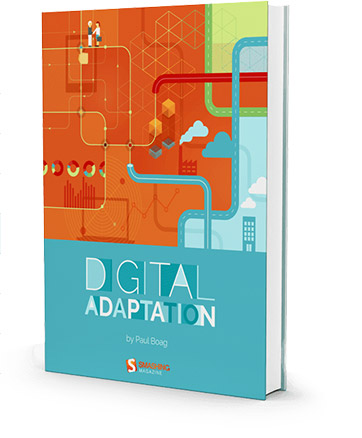 DIGITAL
ADAPTATION
by Paul Boag
S
SMASHING
MAGAZINE